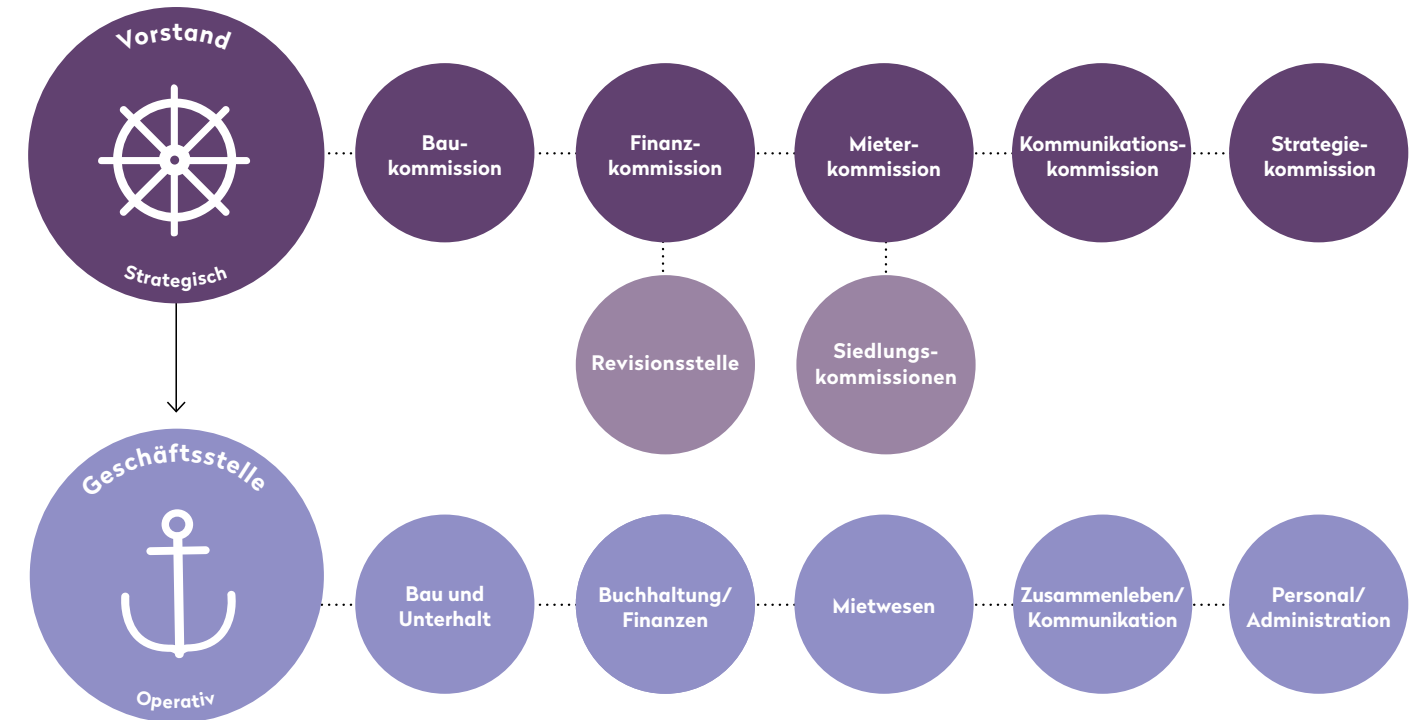 Vorstand
Strategisch
Bau-
kommission
Finanz-
kommission
Mieter-
kommission
Kommunikations-
kommission
Strategie-
kommission
Revisionsstelle
Siedlungs-
kommissionen
Geschäftsstelle
Operativ
Bau und
Unterhalt
Buchhaltung/
Finanzen
Mietwesen
Zusammenleben/
Kommunikation
Personal/
Administration